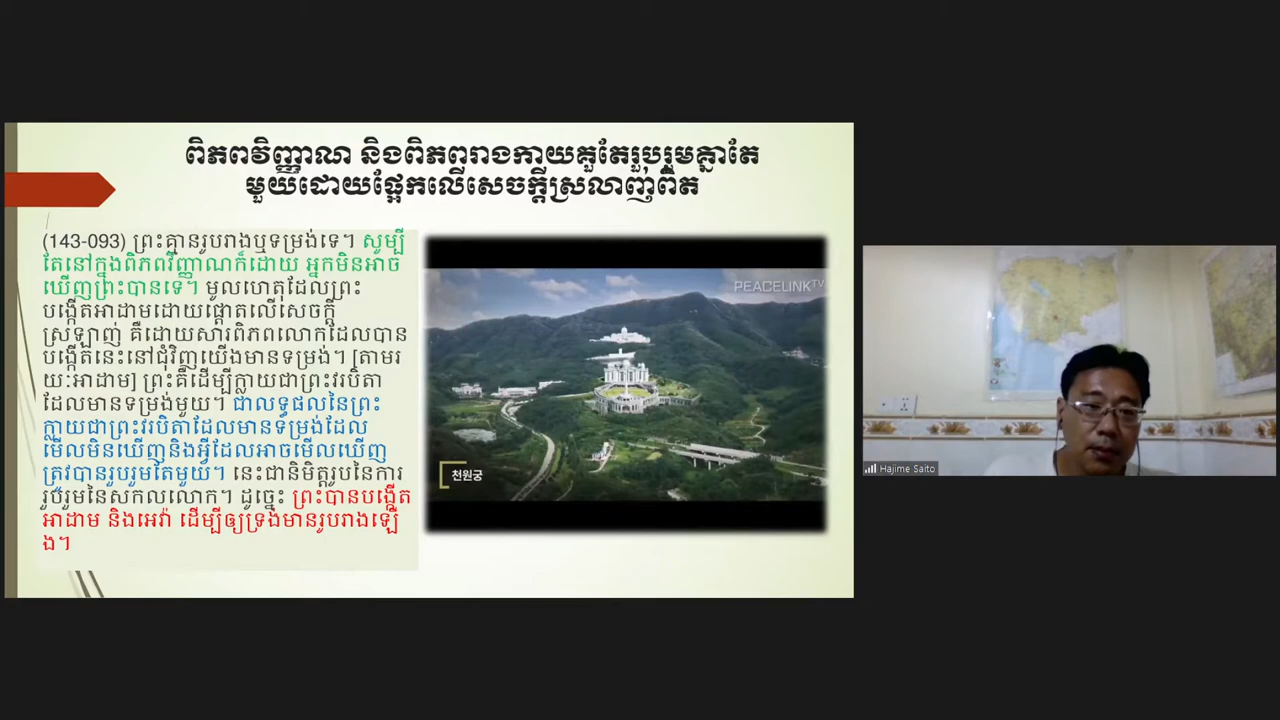 ពិភពវិញ្ញាណ និងពិភពរាងកាយគួតែរួបរួមគ្នាតែ
មួយដោយផ្អែកលើសេចក្ដីស្រលាញ់ពិត
(143-093) ព្រះគ្មានរូបរាងឬទម្រង់ទេ។ សូម្បី
តែនៅក្នុងពិភពវិញ្ញាណក៏ដោយ អ្នកមិនអាច
ឃើញព្រះបានទេ។ មូលហេតុដែលព្រះ
បង្កើតអាដាមដោយផ្តោតលើសេចក្តី
ស្រឡាញ់ គឺដោយសារពិភពលោកដែលបាន
បង្កើតនេះនៅជុំវិញយើងមានទម្រង់។ [តាមរ
យៈអាដាម] ព្រះគឺដើម្បីក្លាយជាព្រះវរបិតា
ដែលមានទម្រង់មួយ។ ជាលទ្ធផលនៃព្រះ
ក្លាយជាព្រះវរបិតាដែលមានទម្រង់ដែល
មើលមិនឃើញនិងអ្វីដែលអាចមើលឃើញ
ត្រូវបានរួបរួមតែមួយ។ នេះជានិមិត្តរូបនៃការ
រួបរួមនៃសកលលោក។ ដូច្នេះ ព្រះបានបង្កើត
អាដាម និងអេវ៉ា ដើម្បីឲ្យទ្រង់មានរូបរាងឡើ
ង។
PEACELINKTV
천원궁
Hajime Saito